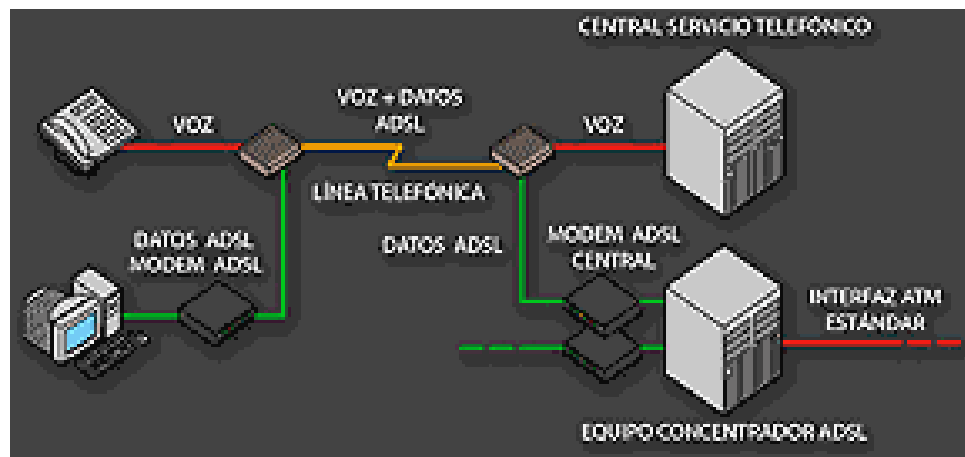 CENTRAL SERVICIO TELEFÓNICO
VOZ + DATOS
ADSL
VOZ
VOZ
LÍNEA TELEFÓNICA
DATOS ADSL
MODEM ADSL
DATOS ADSL
MODEM ADSL
CENTRAL
INTERFAZ ATM
ESTÁNDAR
EQUIPO CONCENTRADOR ADSL